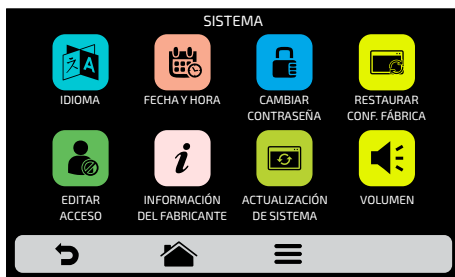 SISTEMA
IDIOMA
FECHA Y HORA
CAMBIAR
CONTRASEÑA
RESTAURAR
CONF. FÁBRICA
EDITAR
ACCESO
INFORMACIÓN
DEL FABRICANTE
ACTUALIZACIÓN
DE SISTEMA
VOLUMEN